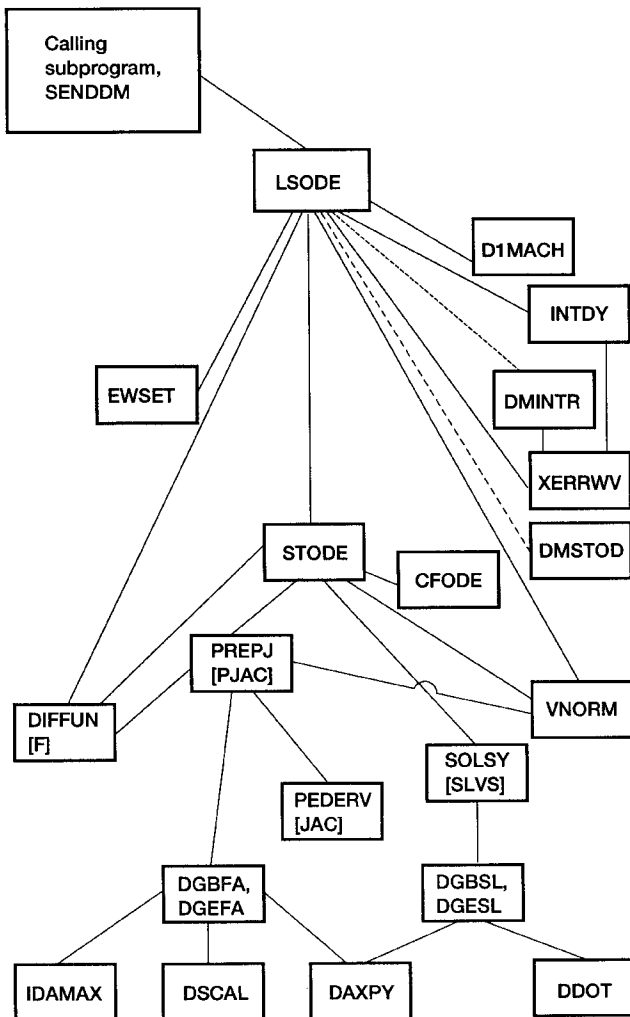 Calling
subprogram,
SENDDM
LSODE
D1MACH
INTDY
EWSET
DMINTR
XERRWV
STODE
DMSTOD
CFODE
PREPJ
[PJAC]
DIFFUN
[F]
VNORM
SOLSY
[SLVS]
PEDERV
[JAC]
DGBFA,
DGEFA
DGBSL,
DGESL
IDAMAX
DSCAL
DAXPY
DDOT